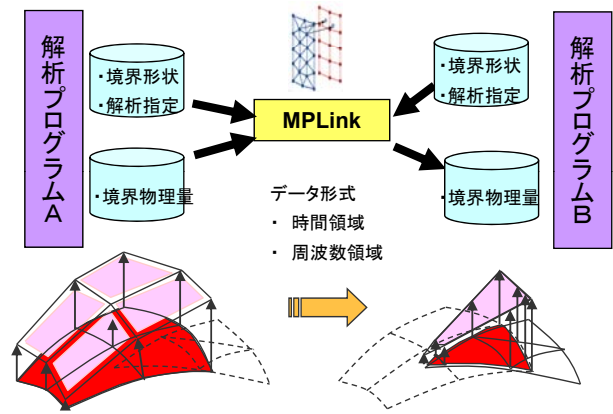 解析プログラムA
・境界形状
・解析指定
・境界物理量
MPLink
データ形式
・ 時間領域
・ 周波数領域
・境界形状
・解析指定
・境界物理量
解析プログラムB